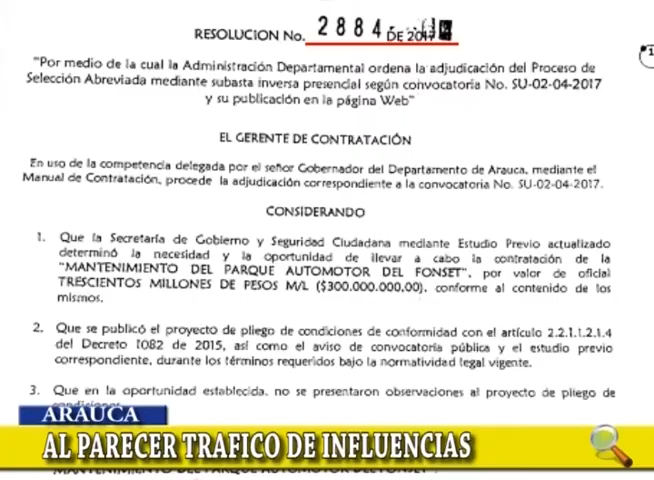 RESOLUCION No. 2884 DE 2017
"Por medio de la cual la Administración Departamental ordena la adjudicación del Proceso de
Selección Abreviada mediante subasta inversa presencial según convocatoria No. SU-02-04-2017
y su publicación en la página Web"
EL GERENTE DE CONTRATACIÓN
En uso de la competencia delegada por el señor Gobernador del Departamento de Arauca, mediante el
Manual de Contratación, procede la adjudicación correspondiente a la convocatoria No. SU-02-04-2017.
CONSIDERANDO
1. Que la Secretaría de Gobierno y Seguridad Ciudadana mediante Estudio Previo actualizado
determinó la necesidad y la oportunidad de llevar a cabo la contratación de la
"MANTENIMIENTO DEL PARQUE AUTOMOTOR DEL FONSET", por valor de oficial
TRESCIENTOS MILLONES DE PESOS M/L ($300.000.000,00), conforme al contenido de los
mismos.
2. Que se publicó el proyecto de pliego de condiciones de conformidad con el artículo 2.2.1.1.2.1.4
del Decreto 1082 de 2015, así como el aviso de convocatoria pública y el estudio previo
correspondiente, durante los términos requeridos bajo la normatividad legal vigente.
3. Que en la oportunidad establecida, no se presentaron observaciones al proyecto de pliego de
condiciones.
ARAUCA
AL PARECER TRAFICO DE INFLUENCIAS
MANTENIMIENTO DEL PARQUE AUTOMOTOR DEL FONSET".